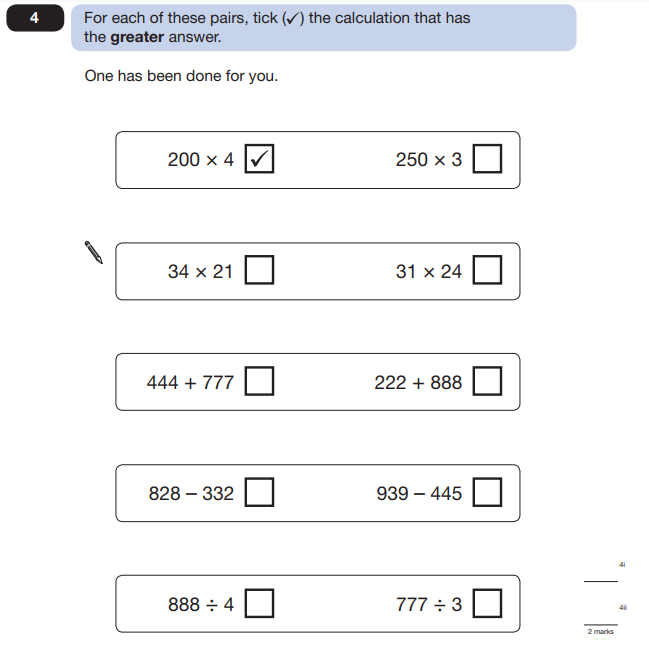 4
For each of these pairs, tick (✓) the calculation that has
the greater answer.
One has been done for you.
200 × 4 ✓ 250 × 3
34 × 21 31 × 24
444 + 777 222 + 888
828 – 332 939 – 445
888 ÷ 4 777 ÷ 3
4i
4ii
2 marks